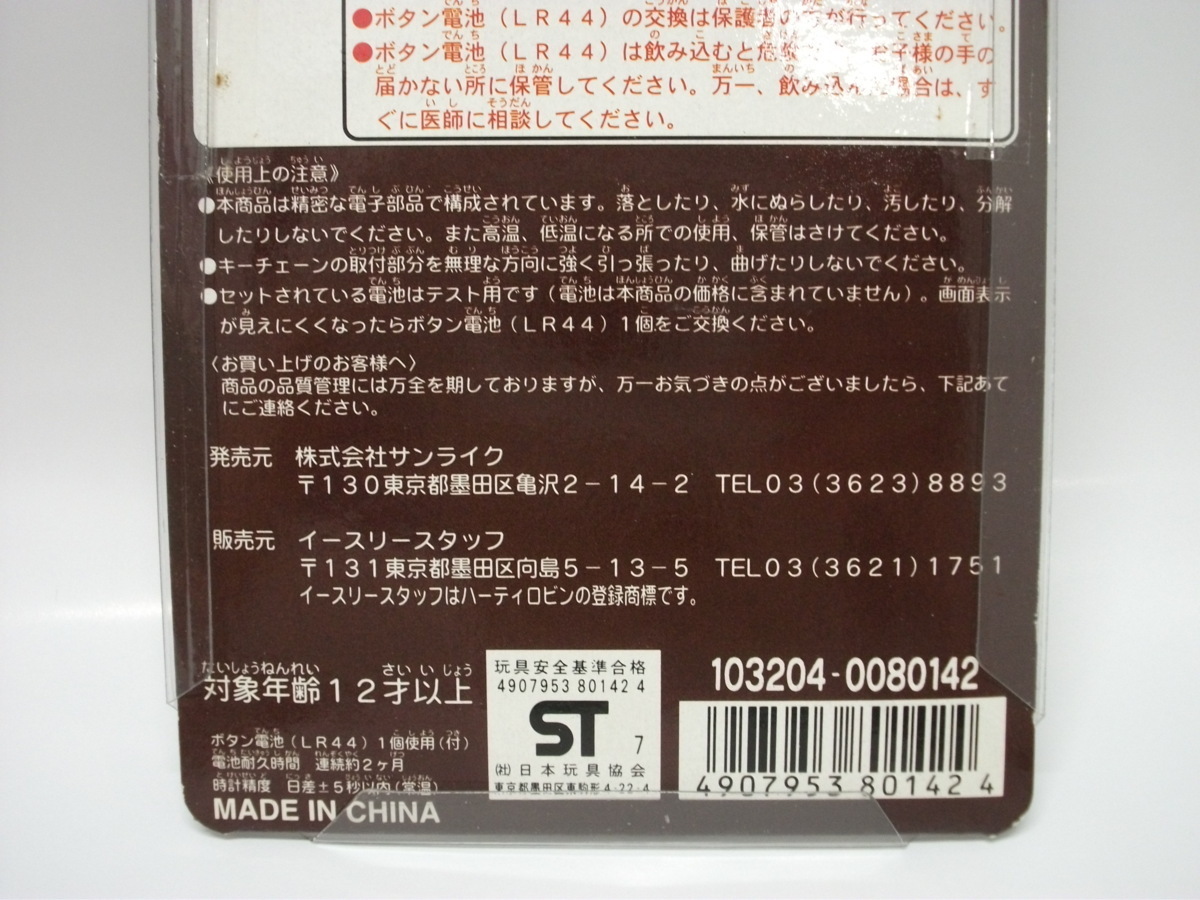 ●ボタン電池（LR44）の交換は保護者の方が行ってください。
●ボタン電池（LR44）は飲み込むと危 子様の手の
届かない所に保管してください。万一、飲み込 場合は、す
ぐに医師に相談してください。
《使用上の注意》
●本商品は精密な電子部品で構成されています。落としたり、水にぬらしたり、汚したり、分解
したりしないでください。また高温、低温になる所での使用、保管はさけてください。
●キーチェーンの取付部分を無理な方向に強く引っ張ったり、曲げたりしないでください。
●セットされている電池はテスト用です（電池は本商品の価格に含まれていません）。画面表示
が見えにくくなったらボタン電池（LR44）1個をご交換ください。
〈お買い上げのお客様へ〉
商品の品質管理には万全を期しておりますが、万一お気づきの点がございましたら、下記あて
にご連絡ください。
発売元 株式会社サンライク
〒130東京都墨田区亀沢2－14－2 TEL03(3623)8893
販売元 イースリースタッフ
〒131東京都墨田区向島5－13－5 TEL03(3621)1751
イースリースタッフはハーティロビンの登録商標です。
対象年齢12才以上
ボタン電池（LR44）1個使用（付）
電池耐久時間 連続約2ヶ月
時計精度 日差±5秒以内（常温）
MADE IN CHINA
玩具安全基準合格
4907953 80142 4
ST 7
㈳日本玩具協会
東京都墨田区東駒形4-22-4
103204-0080142
4907953 80142 4